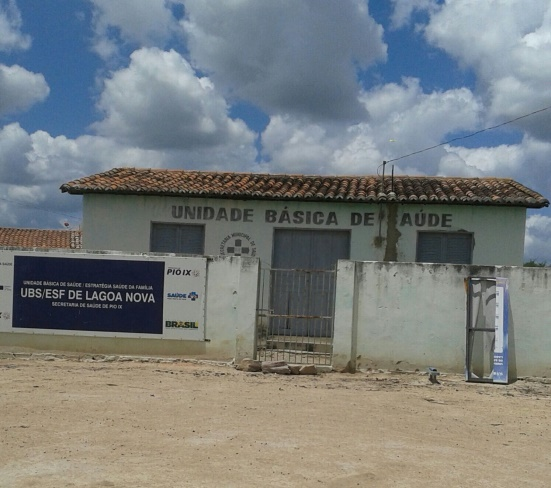 UNIDADE BÁSICA DE SAÚDE
UNIDADE BÁSICA DE SAÚDE / ESTRATÉGIA SAÚDE DA FAMÍLIA
UBS/ESF DE LAGOA NOVA
SECRETARIA DE SAÚDE DE PIO IX
PIO IX
SAÚDE
BRASIL